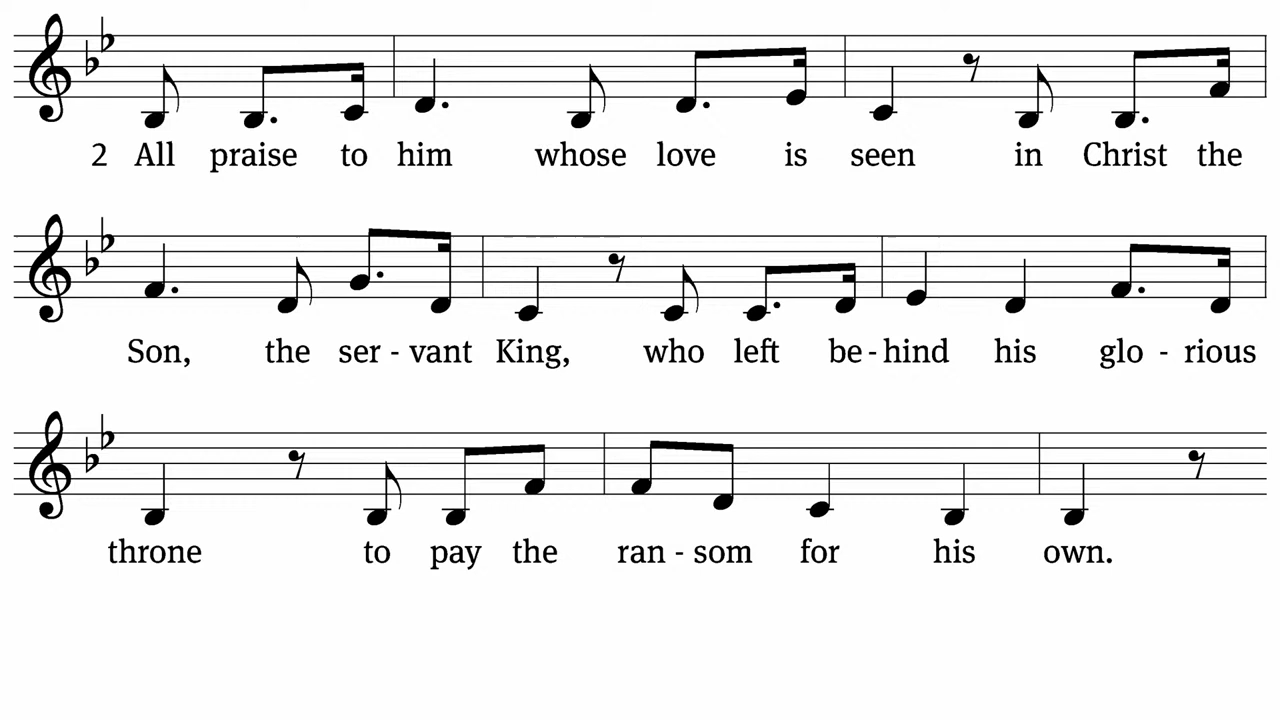 2 All praise to him whose love is seen in Christ the
Son, the ser - vant King, who left be - hind his glo - rious
throne to pay the ran - som for his own.